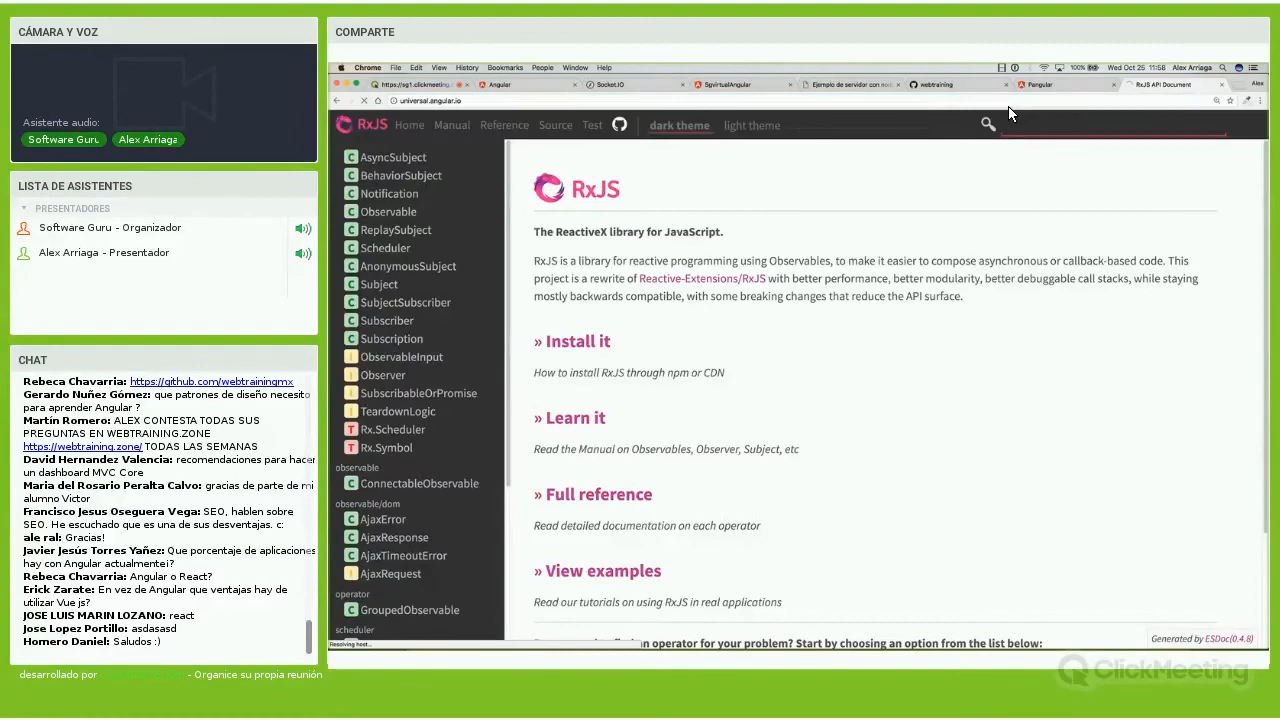 CÁMARA Y VOZ
Asistente audio:
Software Guru
Alex Arriaga
LISTA DE ASISTENTES
PRESENTADORES
Software Guru - Organizador
Alex Arriaga - Presentador
CHAT
Rebeca Chavarria: https://github.com/webtrainingmx
Gerardo Nuñez Gómez: que patrones de diseño necesito
para aprender Angular ?
Martín Romero: ALEX CONTESTA TODAS SUS
PREGUNTAS EN WEBTRAINING.ZONE
https://webtraining.zone/ TODAS LAS SEMANAS
David Hernandez Valencia: recomendaciones para hacer
un dashboard MVC Core
Maria del Rosario Peralta Calvo: gracias de parte de mi
alumno Victor
Francisco Jesus Oseguera Vega: SEO, hablen sobre
SEO. He escuchado que es una de sus desventajas. c:
ale ral: Gracias!
Javier Jesús Torres Yañez: Que porcentaje de aplicaciones
hay con Angular actualmente¡?
Rebeca Chavarria: Angular o React?
Erick Zarate: En vez de Angular que ventajas hay de
utilizar Vue js?
JOSE LUIS MARIN LOZANO: react
Jose Lopez Portillo: asdasasd
Homero Daniel: Saludos :)
desarrollado por - Organice su propia reunión
COMPARTE
Chrome File Edit View History Bookmarks People Window Help
100% Wed Oct 25 11:58 Alex Arriaga
https://sg1.clickmeeting. Angular Socket.IO SgvirtualAngular Ejemplo de servidor con webtraining Pangular RxJS API Document Alex
universal.angular.io
RxJS Home Manual Reference Source Test dark theme light theme
C AsyncSubject
C BehaviorSubject
C Notification
C Observable
C ReplaySubject
C Scheduler
C AnonymousSubject
C Subject
C SubjectSubscriber
C Subscriber
C Subscription
I ObservableInput
I Observer
I SubscribableOrPromise
I TeardownLogic
T Rx.Scheduler
T Rx.Symbol
observable
C ConnectableObservable
observable/dom
C AjaxError
C AjaxResponse
C AjaxTimeoutError
I AjaxRequest
operator
C GroupedObservable
scheduler
Resolving host...
RxJS
The ReactiveX library for JavaScript.
RxJS is a library for reactive programming using Observables, to make it easier to compose asynchronous or callback-based code. This
project is a rewrite of Reactive-Extensions/RxJS with better performance, better modularity, better debuggable call stacks, while staying
mostly backwards compatible, with some breaking changes that reduce the API surface.
» Install it
How to install RxJS through npm or CDN
» Learn it
Read the Manual on Observables, Observer, Subject, etc
» Full reference
Read detailed documentation on each operator
» View examples
Read our tutorials on using RxJS in real applications
operator for your problem? Start by choosing an option from the list below:
Generated by ESDoc(0.4.8)
ClickMeeting